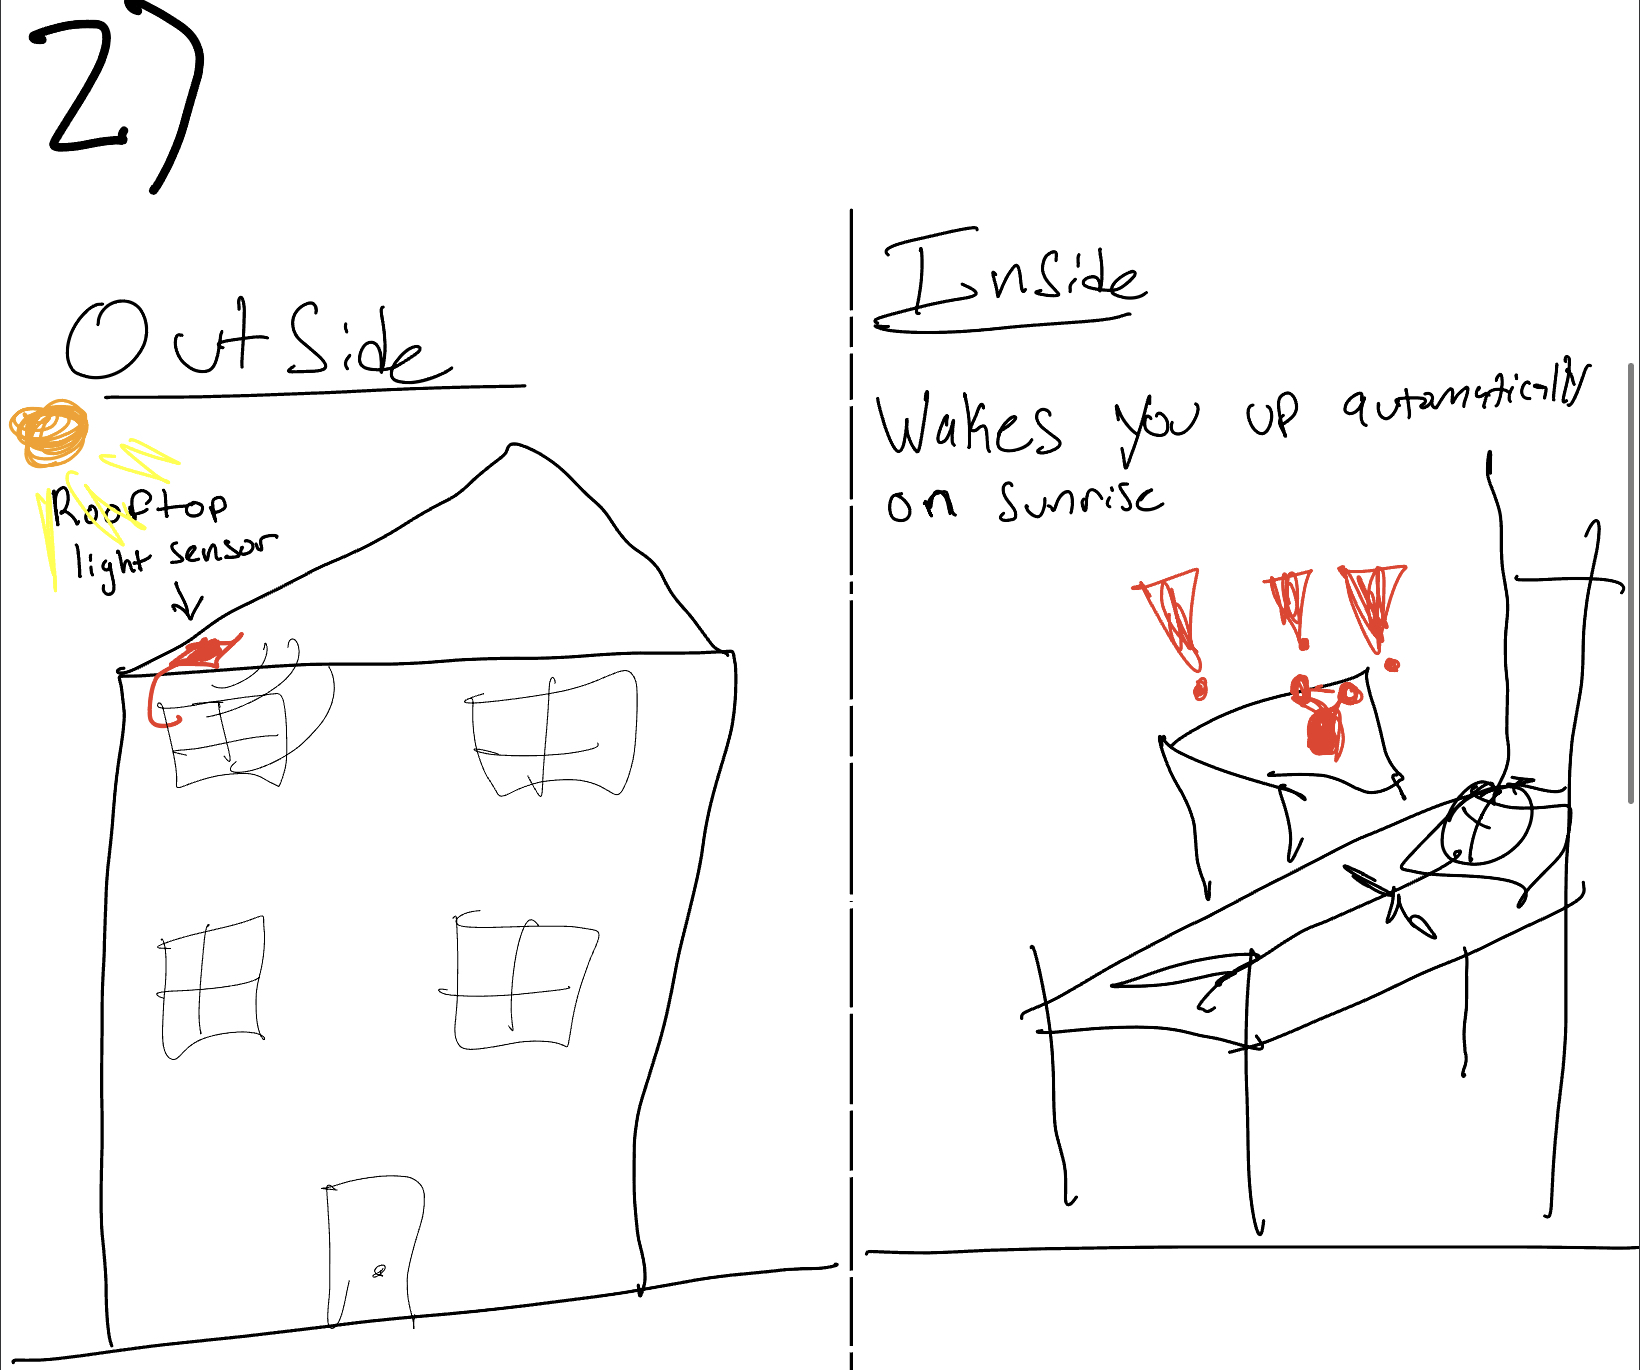 2)
Outside
Rooftop
light sensor
Inside
Wakes you up automatically
on sunrise